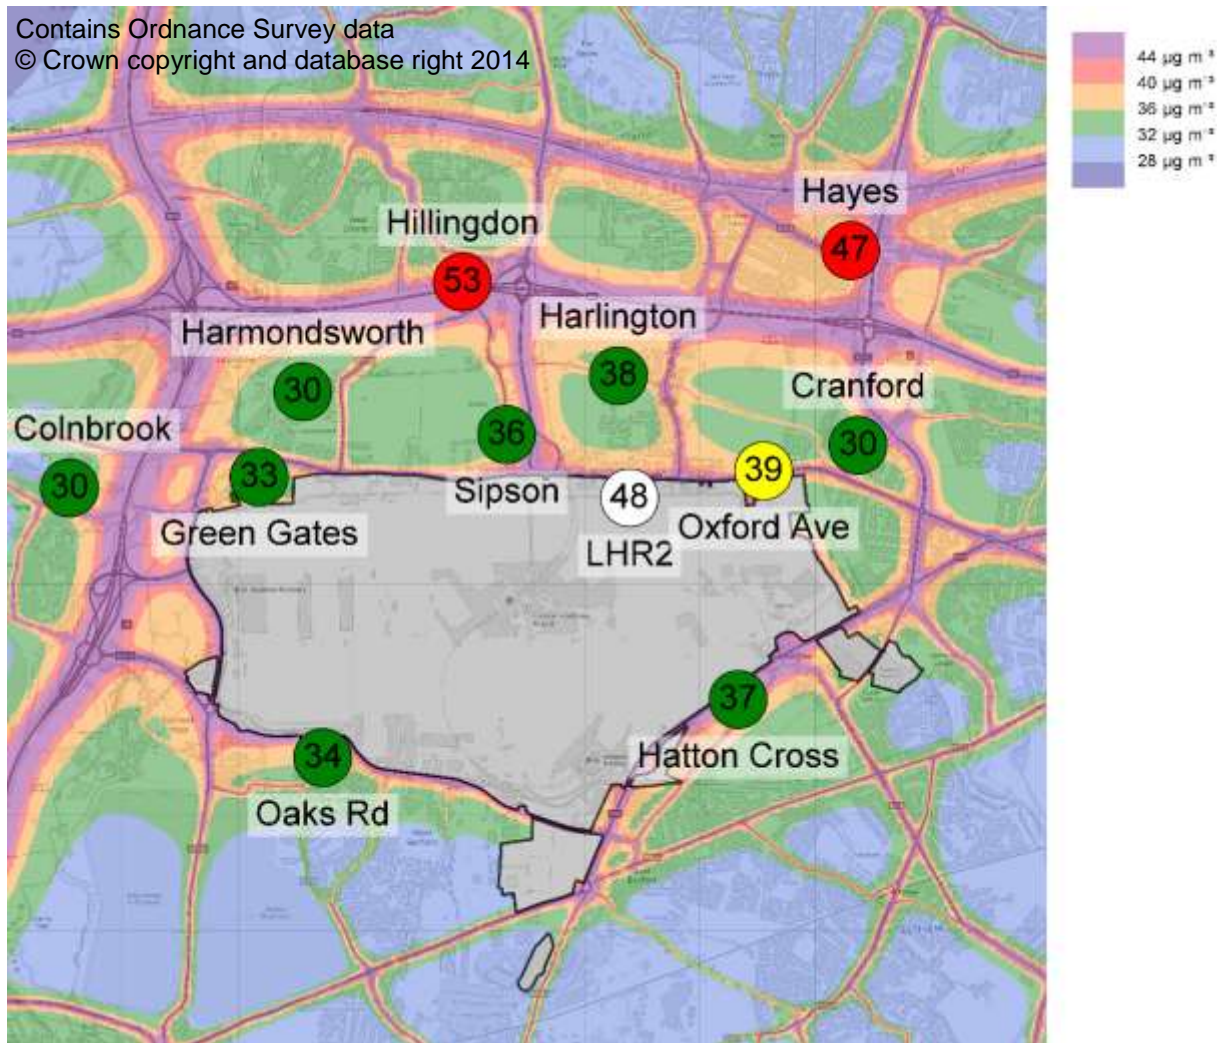 Contains Ordnance Survey data
© Crown copyright and database right 2014
44 µg m⁻³
40 µg m⁻³
36 µg m⁻³
32 µg m⁻³
28 µg m⁻³
Hayes
47
Hillingdon
53
Harlington
38
Harmondsworth
30
Cranford
30
Colnbrook
30
36
Sipson
33
Green Gates
39
Oxford Ave
48
LHR2
37
Hatton Cross
34
Oaks Rd